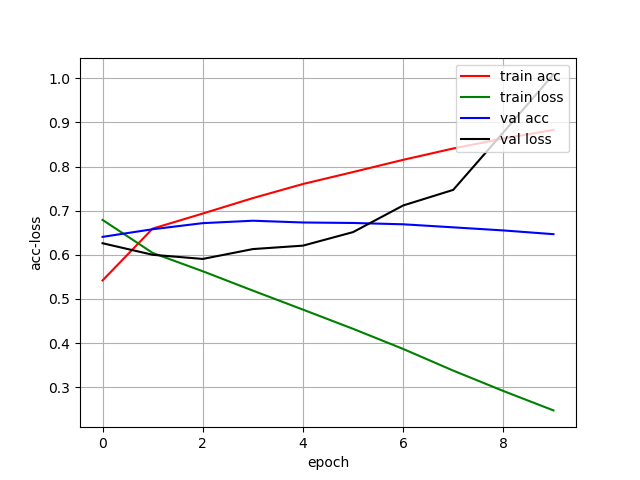 train acc
train loss
val acc
val loss
acc-loss
1.0
0.9
0.8
0.7
0.6
0.5
0.4
0.3
0 2 4 6 8
epoch